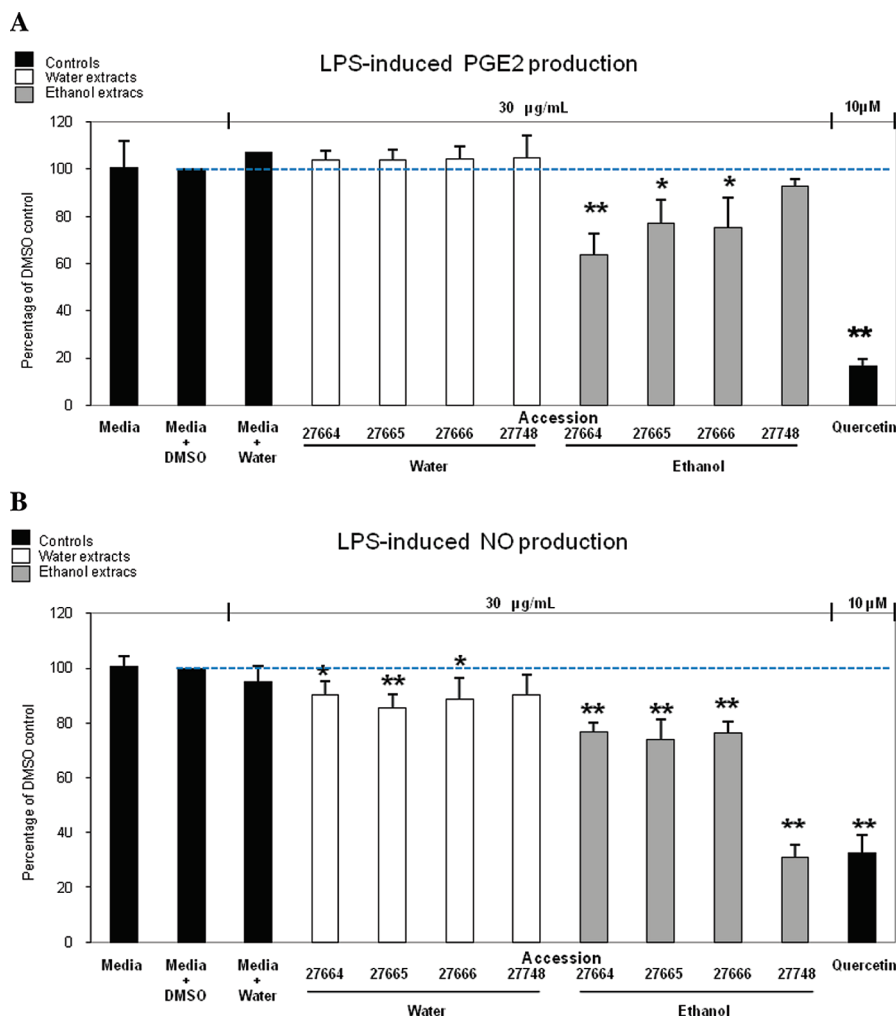 A
Controls
Water extracts
Ethanol extracs
LPS-induced PGE2 production
30 µg/mL
10µM
120
100
80
60
40
20
0
Percentage of DMSO control
**
*
*
**
Accession
27664 27665 27666 27748 27664 27665 27666 27748
Media
Media + DMSO
Media + Water
Water
Ethanol
Quercetin
B
Controls
Water extracts
Ethanol extracs
LPS-induced NO production
30 µg/mL
10 µM
120
100
80
60
40
20
0
Percentage of DMSO control
*
**
*
**
**
**
**
**
Accession
27664 27665 27666 27748 27664 27665 27666 27748
Media
Media + DMSO
Media + Water
Water
Ethanol
Quercetin